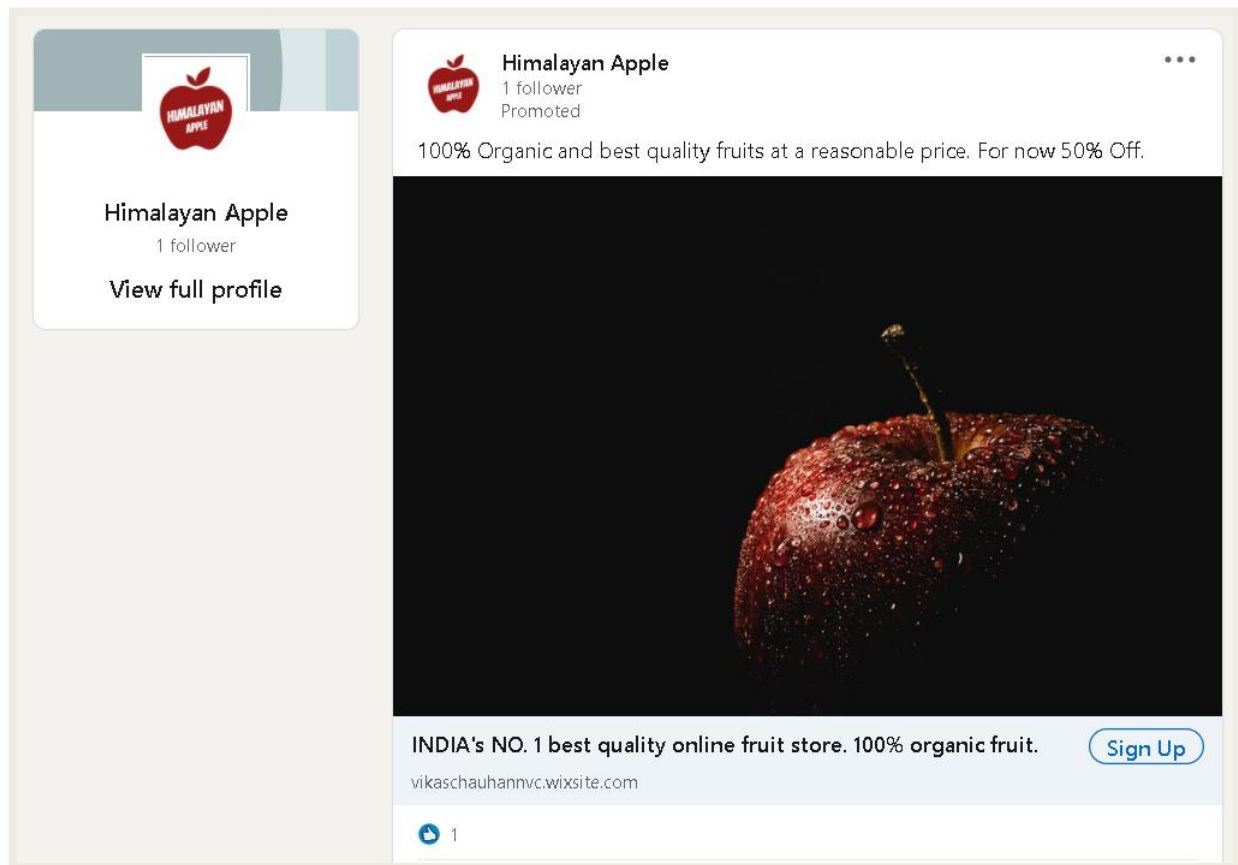 HIMALAYAN
APPLE
Himalayan Apple
1 follower
View full profile
HIMALAYAN
APPLE
Himalayan Apple
1 follower
Promoted
100% Organic and best quality fruits at a reasonable price. For now 50% Off.
INDIA's NO. 1 best quality online fruit store. 100% organic fruit.
Sign Up
vikaschauhannvc.wixsite.com
1